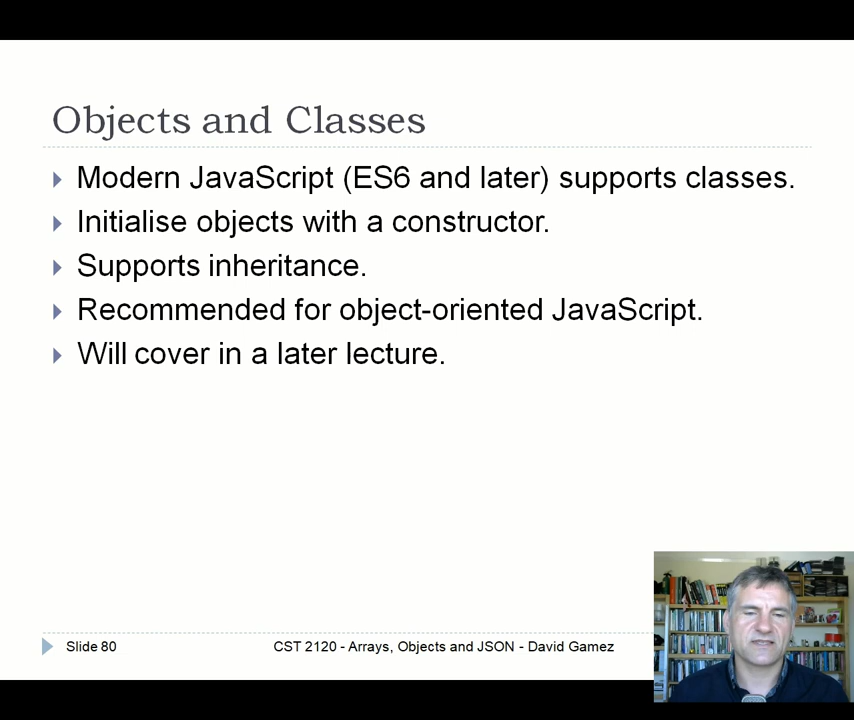 Objects and Classes
Modern JavaScript (ES6 and later) supports classes.
Initialise objects with a constructor.
Supports inheritance.
Recommended for object-oriented JavaScript.
Will cover in a later lecture.
Slide 80
CST 2120 - Arrays, Objects and JSON - David Gamez